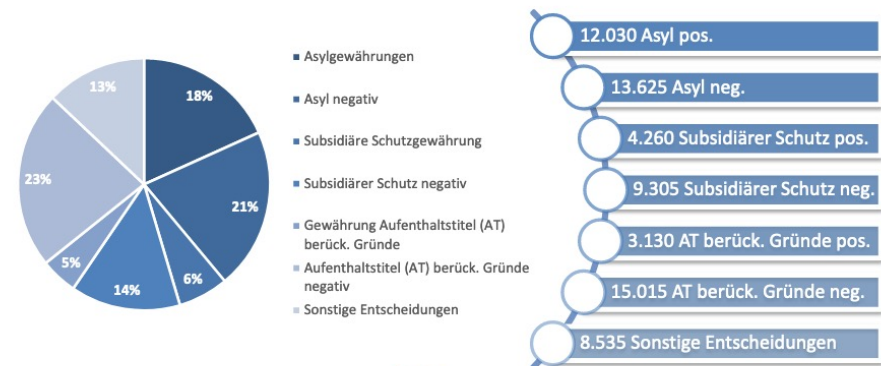 18%
21%
6%
14%
5%
23%
13%
Asylgewährungen
Asyl negativ
Subsidiäre Schutzgewährung
Subsidiärer Schutz negativ
Gewährung Aufenthaltstitel (AT)
berück. Gründe
Aufenthaltstitel (AT) berück. Gründe
negativ
Sonstige Entscheidungen
12.030 Asyl pos.
13.625 Asyl neg.
4.260 Subsidiärer Schutz pos.
9.305 Subsidiärer Schutz neg.
3.130 AT berück. Gründe pos.
15.015 AT berück. Gründe neg.
8.535 Sonstige Entscheidungen